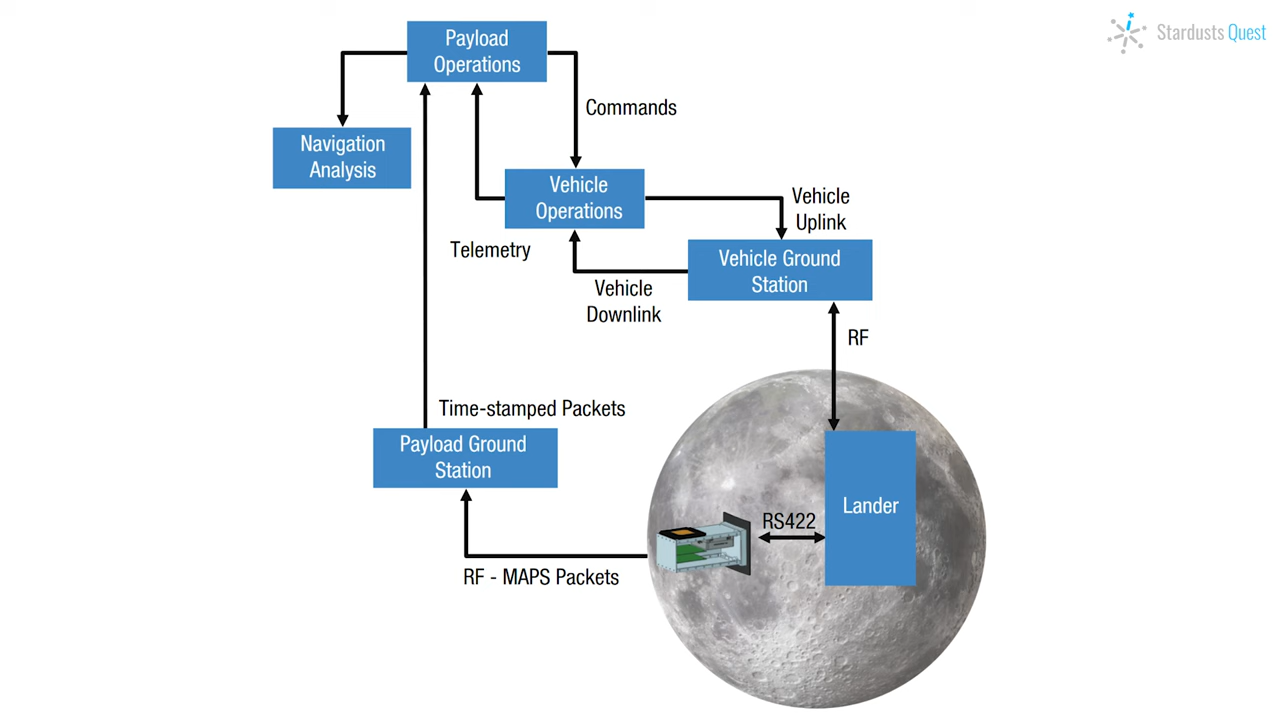 Payload
Operations
Stardusts Quest
Commands
Navigation
Analysis
Vehicle
Operations
Vehicle
Uplink
Telemetry
Vehicle Ground
Station
Vehicle
Downlink
RF
Time-stamped Packets
Payload Ground
Station
Lander
RS422
RF - MAPS Packets